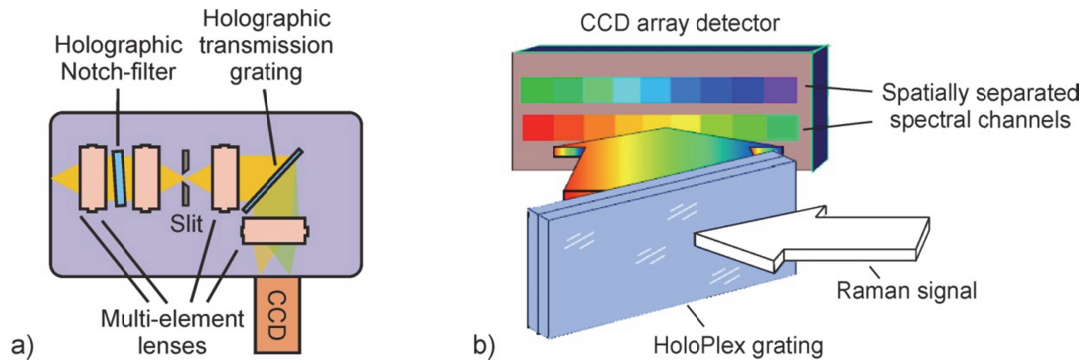 Holographic
Notch-filter
Holographic
transmission
grating
Slit
CCD
Multi-element
lenses
a)
CCD array detector
Spatially separated
spectral channels
Raman signal
HoloPlex grating
b)